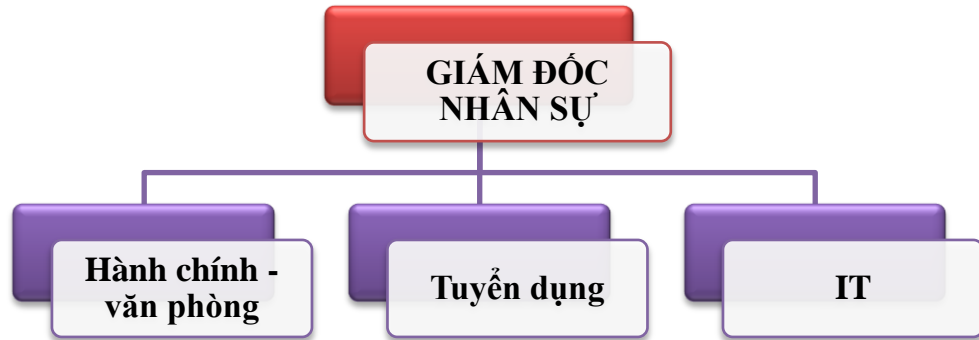 GIÁM ĐỐC
NHÂN SỰ
Hành chính -
văn phòng
Tuyển dụng
IT